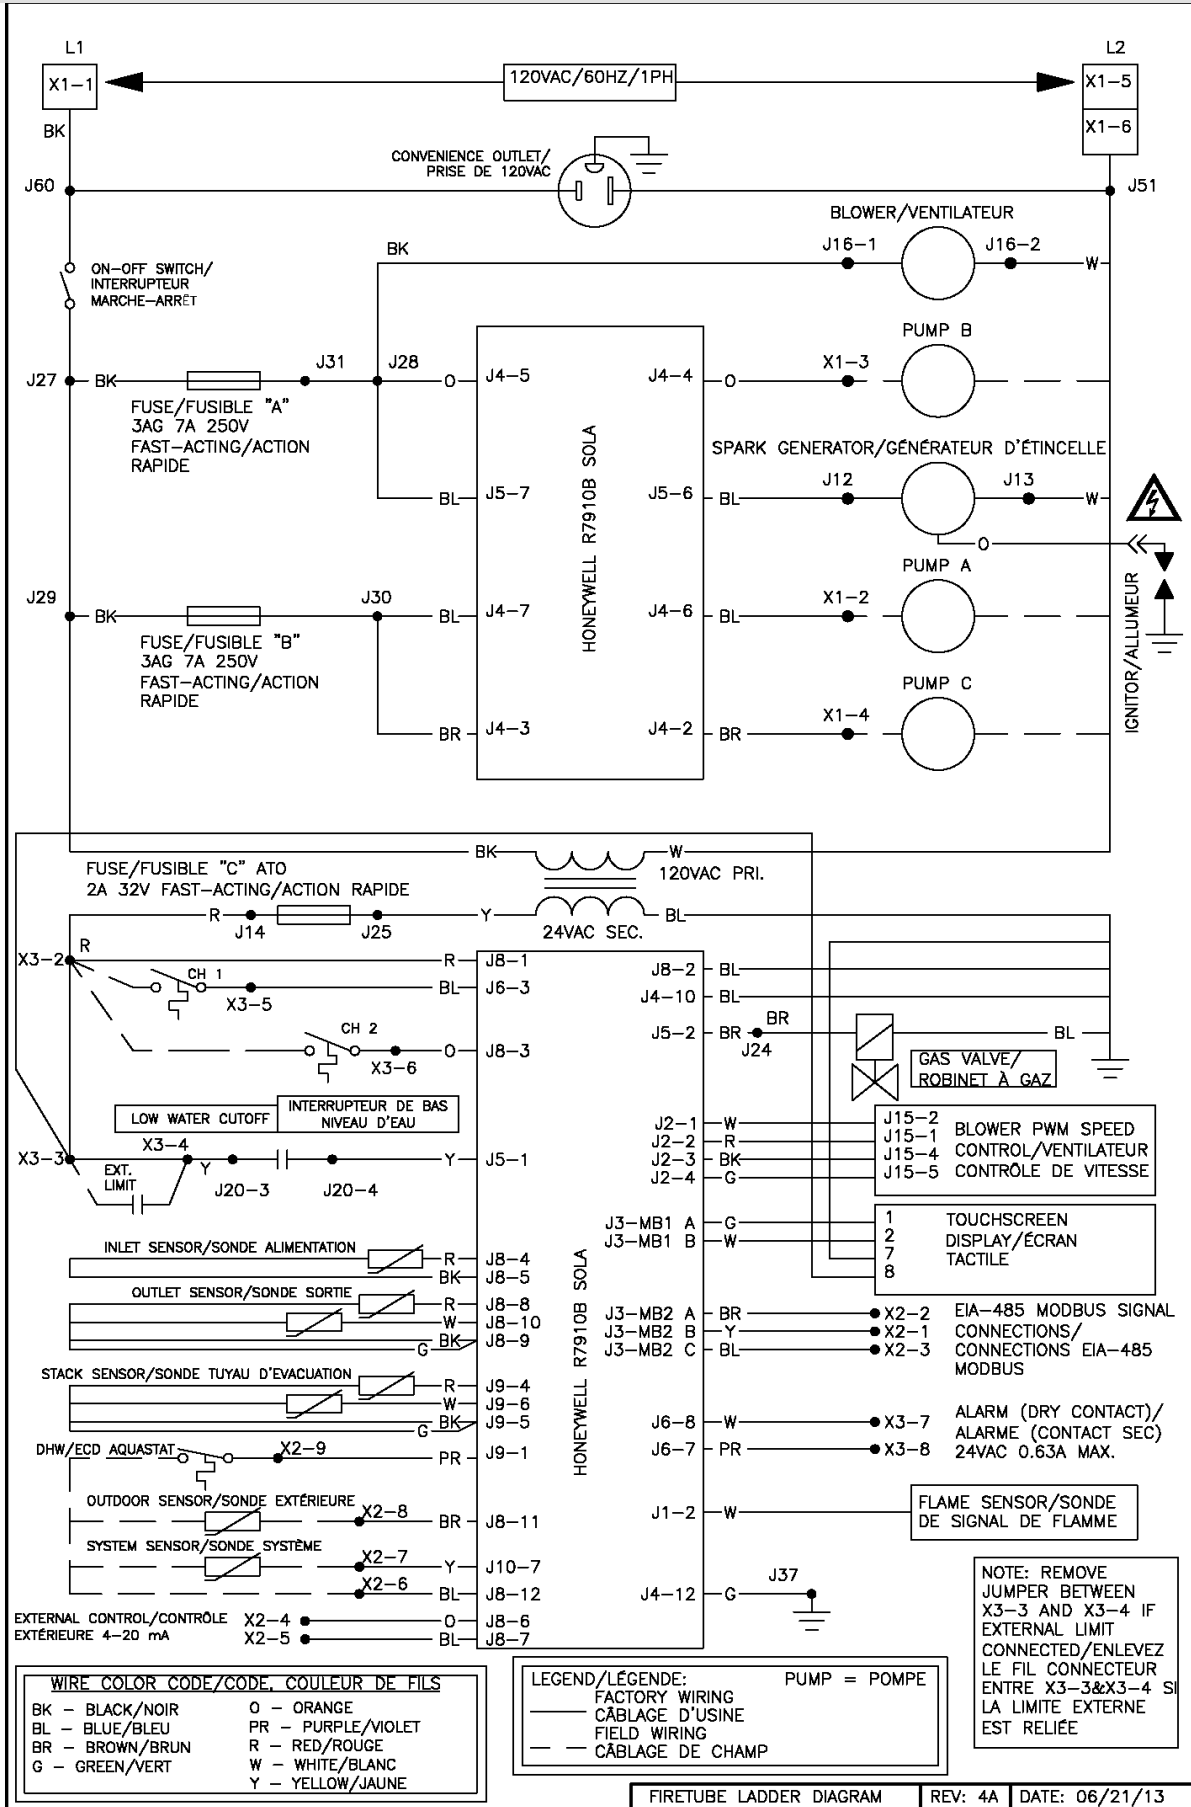 L1
L2
X1-1
120VAC/60HZ/1PH
X1-5
X1-6
BK
CONVENIENCE OUTLET/
PRISE DE 120VAC
J60
J51
BLOWER/VENTILATEUR
BK
J16-1
J16-2
W
ON-OFF SWITCH/
INTERRUPTEUR
MARCHE-ARRÊT
PUMP B
J27
BK
J31
J28
O
J4-5
J4-4
O
X1-3
FUSE/FUSIBLE "A"
3AG 7A 250V
FAST-ACTING/ACTION
RAPIDE
HONEYWELL R7910B SOLA
SPARK GENERATOR/GÉNÉRATEUR D'ÉTINCELLE
BL
J5-7
J5-6
BL
J12
J13
W
O
PUMP A
J29
BK
J30
BL
J4-7
J4-6
BL
X1-2
IGNITOR/ALLUMEUR
FUSE/FUSIBLE "B"
3AG 7A 250V
FAST-ACTING/ACTION
RAPIDE
PUMP C
BR
J4-3
J4-2
BR
X1-4
BK
W
120VAC PRI.
FUSE/FUSIBLE "C" ATO
2A 32V FAST-ACTING/ACTION RAPIDE
R
J14
J25
Y
BL
24VAC SEC.
X3-2
R
R
J8-1
J8-2
BL
CH 1
X3-5
BL
J6-3
J4-10
BL
CH 2
X3-6
O
J8-3
J5-2
BR
J24
BR
BL
GAS VALVE/
ROBINET À GAZ
LOW WATER CUTOFF
INTERRUPTEUR DE BAS
NIVEAU D'EAU
X3-3
X3-4
EXT.
LIMIT
Y
J20-3
J20-4
Y
J5-1
J2-1
W
J15-2
J2-2
R
J15-1
J2-3
BK
J15-4
J2-4
G
J15-5
BLOWER PWM SPEED
CONTROL/VENTILATEUR
CONTRÔLE DE VITESSE
J3-MB1 A
G
1
J3-MB1 B
W
2
7
8
TOUCHSCREEN
DISPLAY/ÉCRAN
TACTILE
HONEYWELL R7910B SOLA
INLET SENSOR/SONDE ALIMENTATION
R
J8-4
BK
J8-5
OUTLET SENSOR/SONDE SORTIE
R
J8-8
W
J8-10
BK
J8-9
G
J3-MB2 A
BR
X2-2
J3-MB2 B
Y
X2-1
J3-MB2 C
BL
X2-3
EIA-485 MODBUS SIGNAL
CONNECTIONS/
CONNECTIONS EIA-485
MODBUS
STACK SENSOR/SONDE TUYAU D'EVACUATION
R
J9-4
W
J9-6
BK
J9-5
G
J6-8
W
X3-7
J6-7
PR
X3-8
ALARM (DRY CONTACT)/
ALARME (CONTACT SEC)
24VAC 0.63A MAX.
DHW/ECD AQUASTAT
X2-9
PR
J9-1
OUTDOOR SENSOR/SONDE EXTÉRIEURE
X2-8
BR
J8-11
J1-2
W
FLAME SENSOR/SONDE
DE SIGNAL DE FLAMME
SYSTEM SENSOR/SONDE SYSTÈME
X2-7
Y
J10-7
X2-6
BL
J8-12
J4-12
G
J37
EXTERNAL CONTROL/CONTRÔLE
EXTÉRIEURE 4-20 mA
X2-4
O
J8-6
X2-5
BL
J8-7
NOTE: REMOVE
JUMPER BETWEEN
X3-3 AND X3-4 IF
EXTERNAL LIMIT
CONNECTED/ENLEVEZ
LE FIL CONNECTEUR
ENTRE X3-3&X3-4 SI
LA LIMITE EXTERNE
EST RELIÉE
WIRE COLOR CODE/CODE, COULEUR DE FILS
BK - BLACK/NOIR
BL - BLUE/BLEU
BR - BROWN/BRUN
G - GREEN/VERT
O - ORANGE
PR - PURPLE/VIOLET
R - RED/ROUGE
W - WHITE/BLANC
Y - YELLOW/JAUNE
LEGEND/LÉGENDE:
PUMP = POMPE
FACTORY WIRING
CÂBLAGE D'USINE
FIELD WIRING
CÂBLAGE DE CHAMP
FIRETUBE LADDER DIAGRAM
REV: 4A
DATE: 06/21/13